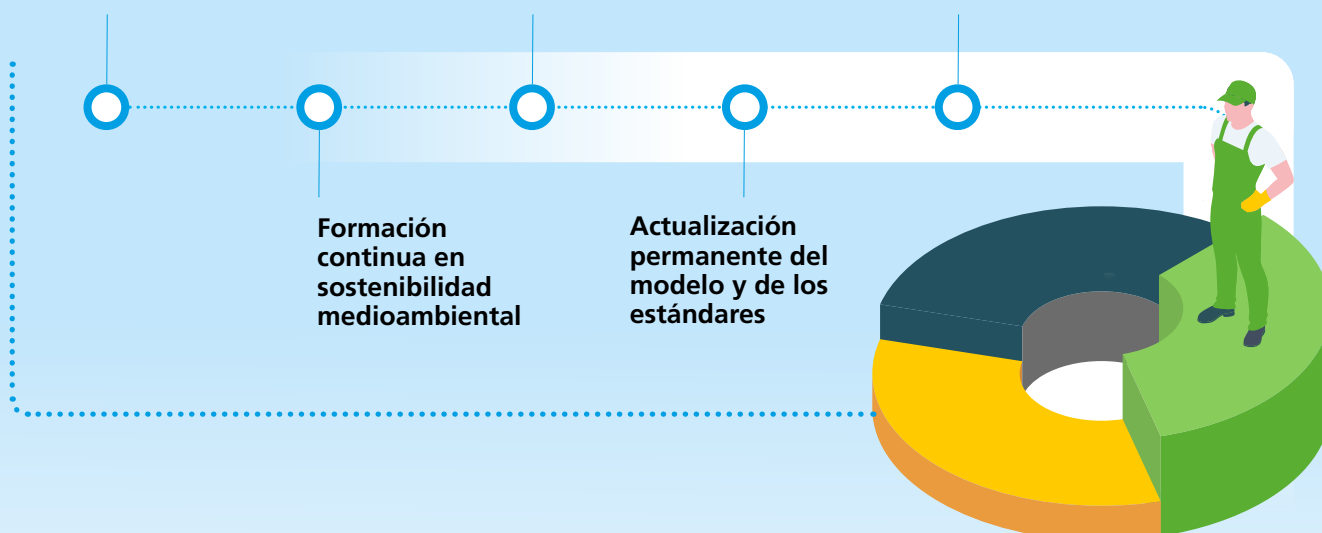 Formación
continua en
sostenibilidad
medioambiental
Actualización
permanente del
modelo y de los
estándares